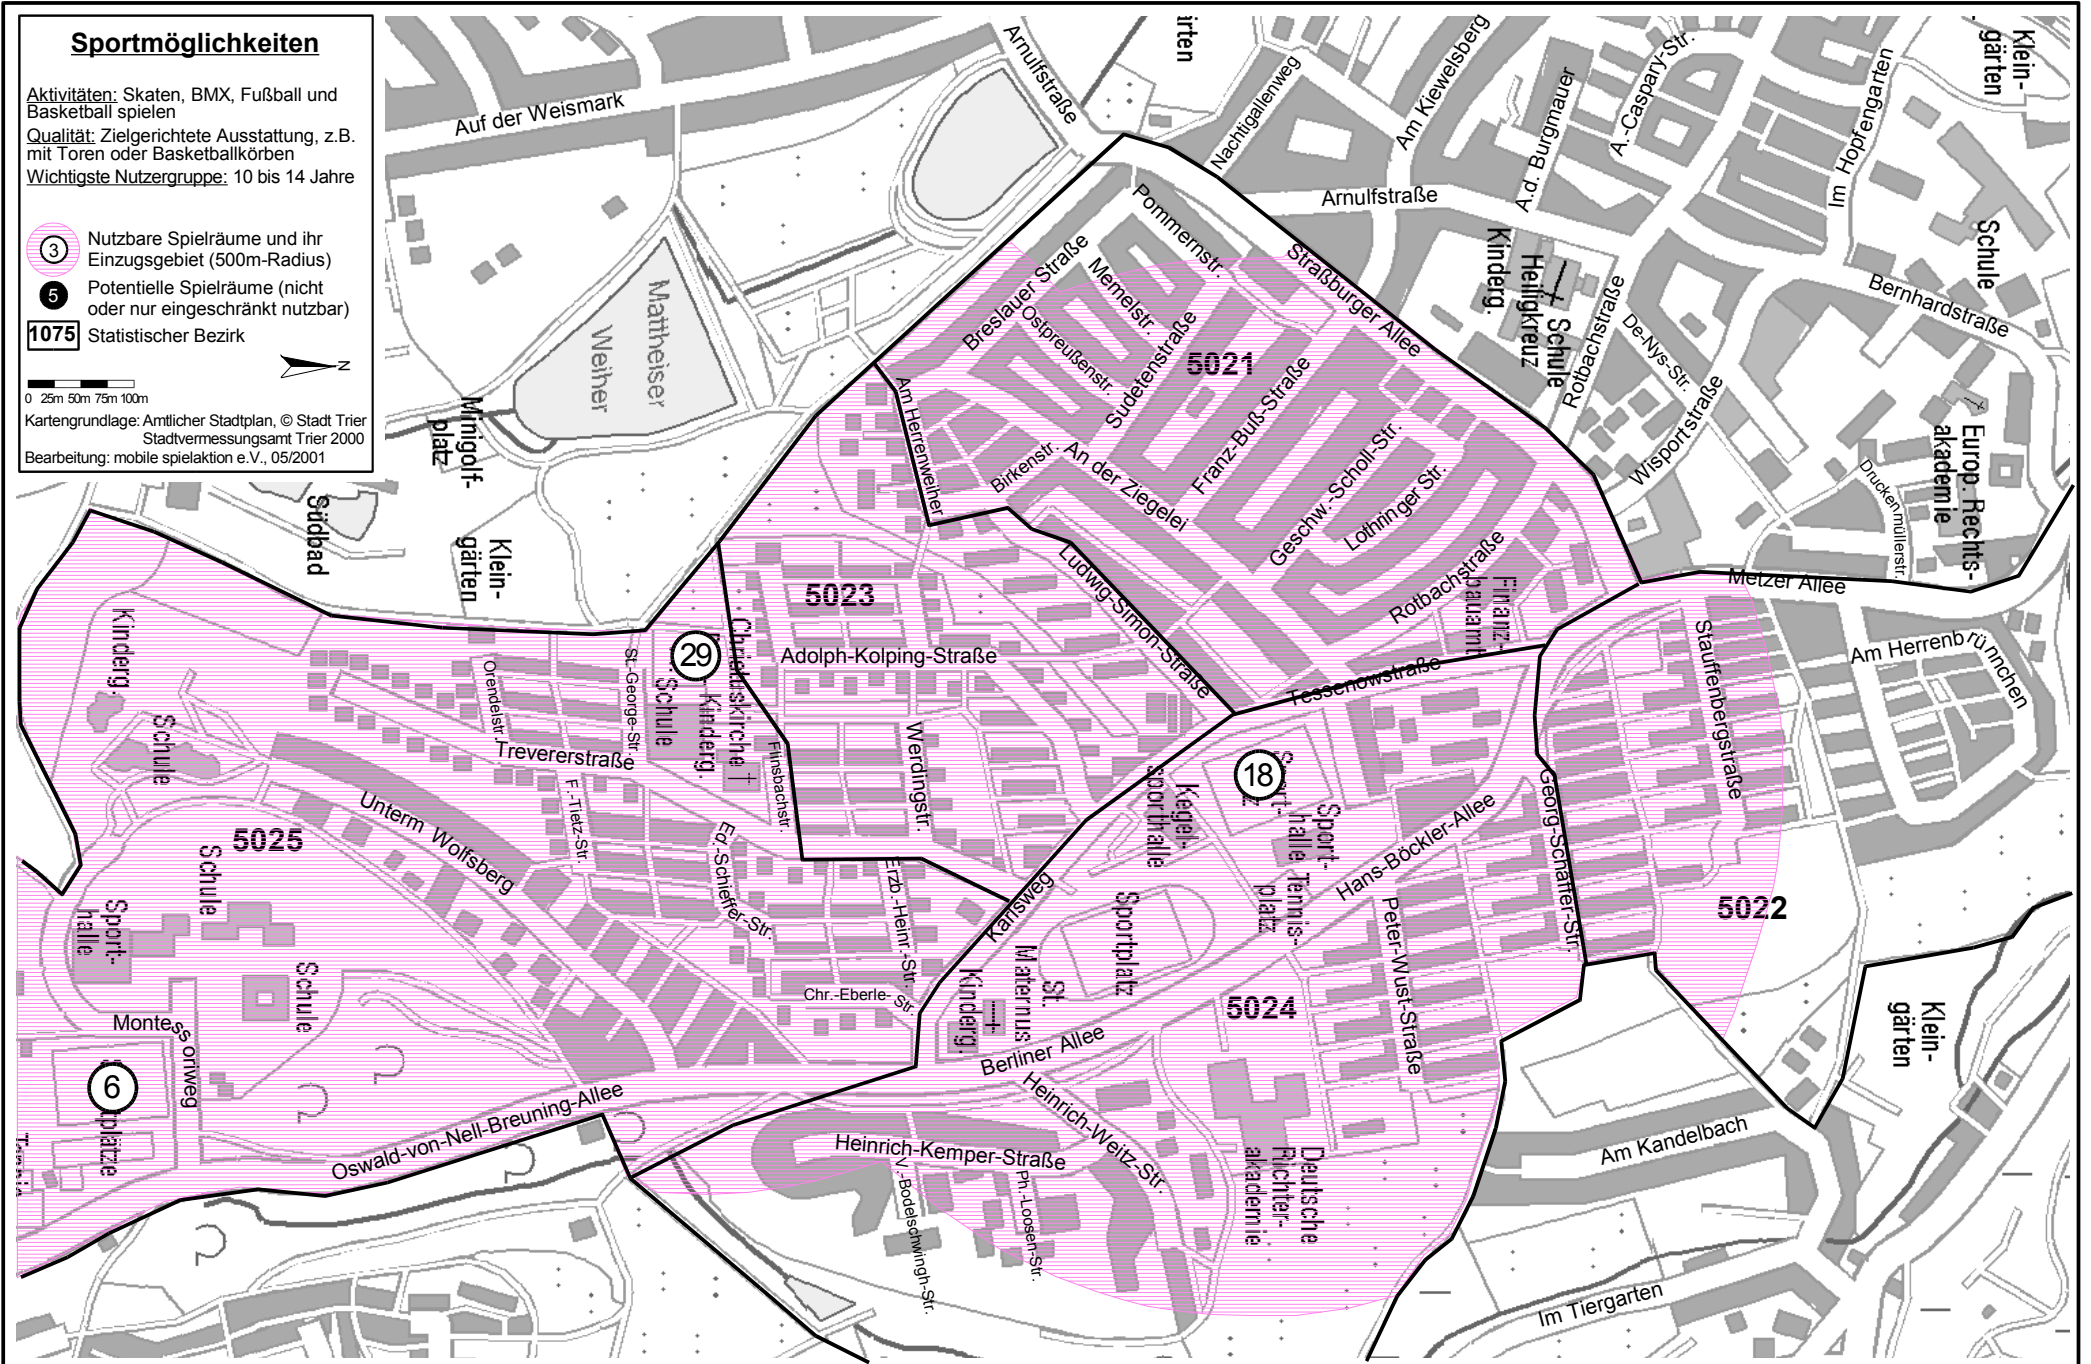 Sportmöglichkeiten
Aktivitäten: Skaten, BMX, Fußball und
Basketball spielen
Qualität: Zielgerichtete Ausstattung, z.B.
mit Toren oder Basketballkörben
Wichtigste Nutzergruppe: 10 bis 14 Jahre
3
Nutzbare Spielräume und ihr
Einzugsgebiet (500m-Radius)
5
Potentielle Spielräume (nicht
oder nur eingeschränkt nutzbar)
1075 Statistischer Bezirk
N
0 25m 50m 75m 100m
Kartengrundlage: Amtlicher Stadtplan, © Stadt Trier
Stadtvermessungsamt Trier 2000
Bearbeitung: mobile spielaktion e.V., 05/2001
Auf der Weismark
Arnulfstraße
Nachtigallenweg
Am Kiewelsberg
Arnulfstraße
A.d. Burgmauer
A.-Caspary-Str.
Im Hopfengarten
Klein-
gärten
Schule
Bernhardstraße
Kinderg.
Heiligkreuz
Schule
Rotbachstraße
De-Nys-Str.
Wisportstraße
Druckenmüllerstr.
Europ. Rechts-
akademie
Metzer Allee
Am Herrenbrünnchen
Mattheiser
Weiher
Minigolf-
platz
Südbad
Klein-
gärten
Pommernstr.
Straßburger Allee
Breslauer Straße
Memelstr.
Ostpreußenstr.
Sudetenstraße
5021
Franz-Buß-Straße
Am Herrenweiher
Birkenstr.
An der Ziegelei
Geschw.-Scholl-Str.
Lothringer Str.
Rotbachstraße
Finanz-
bauamt
Ludwig-Simon-Straße
Tessenowstraße
5023
Adolph-Kolping-Straße
Werdingstr.
Flinsbachstr.
Christuskirche
Kinderg.
29
Schule
St.-George-Str.
Orendelstr.
Trevererstraße
F.-Tietz-Str.
Unterm Wolfsberg
Ed.-Schieffer-Str.
Erzb.-Heinr.-Str.
Chr.-Eberle-Str.
Karlsweg
Kinderg.
Schule
5025
Schule
Sport-
halle
Schule
Montessoriweg
6
Oswald-von-Nell-Breuning-Allee
18
Kegel-
sporthalle
Sport-
halle
Tennis-
platz
Sportplatz
Hans-Böckler-Allee
Georg-Schäffer-Str.
Stauffenbergstraße
5022
Peter-Wust-Straße
5024
St.
Maternus
Kinderg.
Berliner Allee
Heinrich-Weitz-Str.
Heinrich-Kemper-Straße
V.-Bodelschwingh-Str.
Ph.-Loosen-Str.
Deutsche
Richter-
akademie
Klein-
gärten
Am Kandelbach
Im Tiergarten